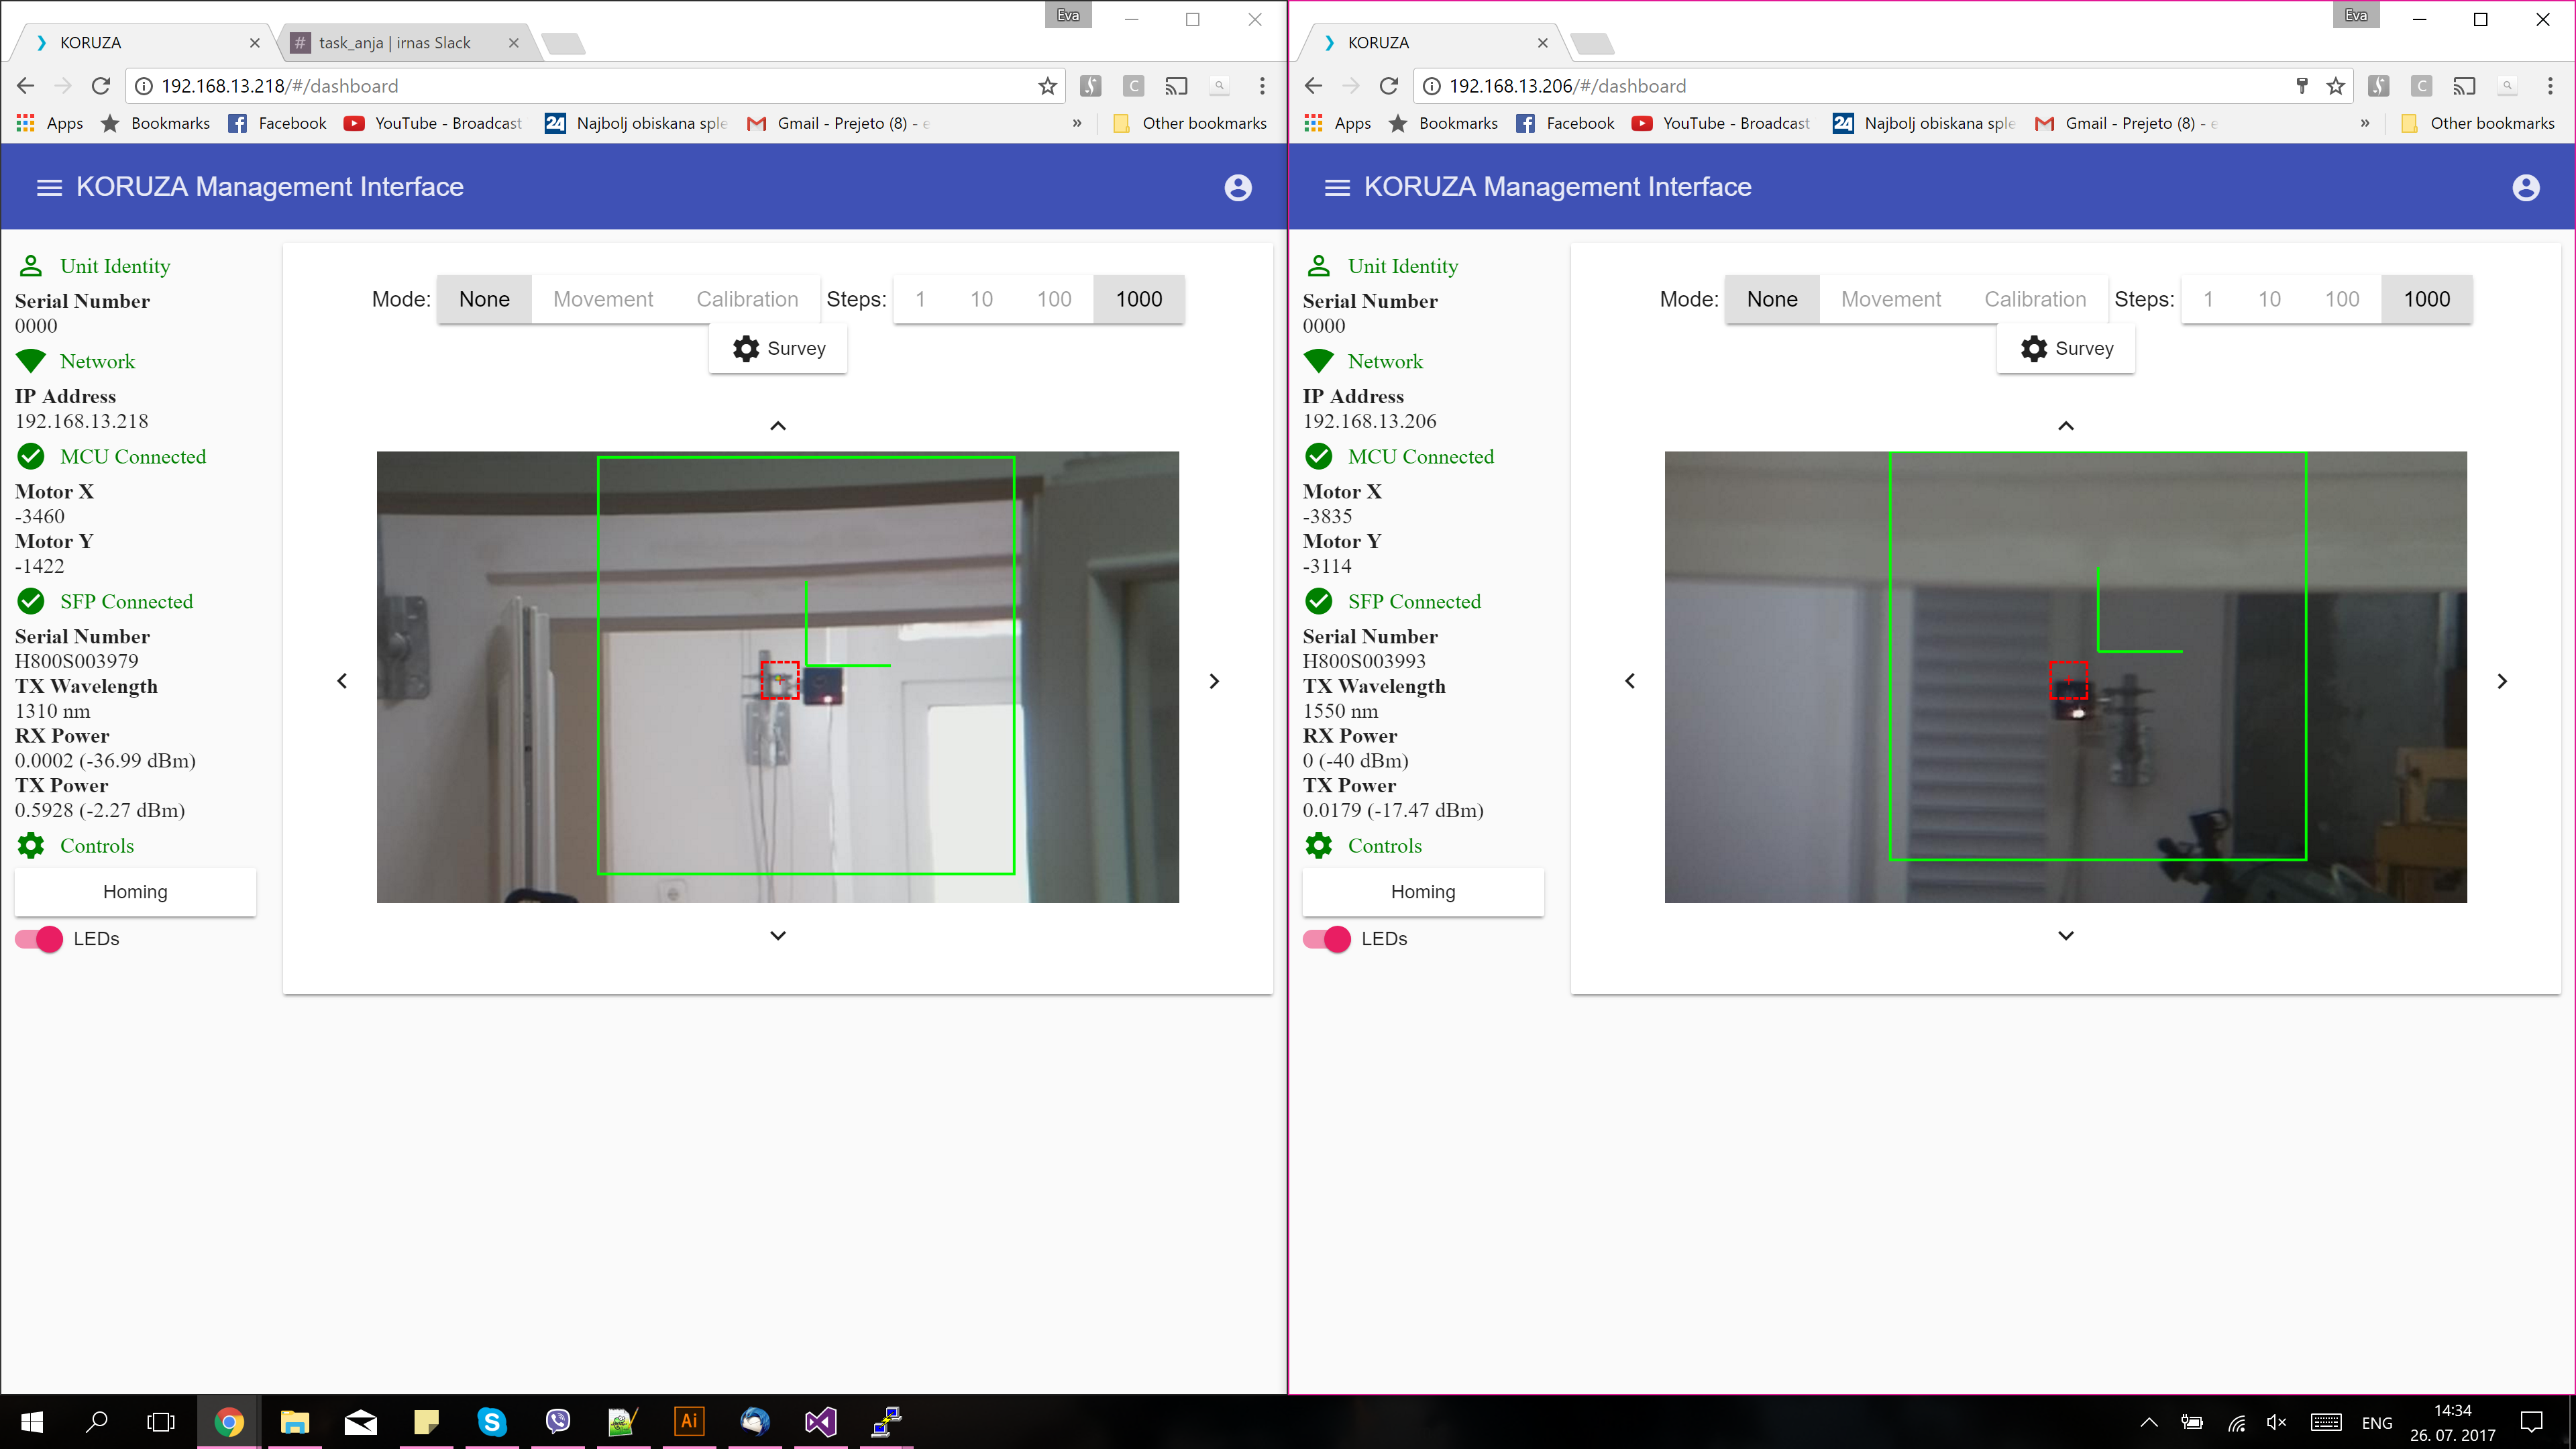 Eva
KORUZA
task_anja | irnas Slack
192.168.13.218/#/dashboard
Apps Bookmarks Facebook YouTube - Broadcast 24 Najbolj obiskana sple Gmail - Prejeto (8) - e » Other bookmarks
KORUZA Management Interface
Unit Identity
Serial Number
0000
Network
IP Address
192.168.13.218
MCU Connected
Motor X
-3460
Motor Y
-1422
SFP Connected
Serial Number
H800S003979
TX Wavelength
1310 nm
RX Power
0.0002 (-36.99 dBm)
TX Power
0.5928 (-2.27 dBm)
Controls
Homing
LEDs
Mode: None Movement Calibration Steps: 1 10 100 1000
Survey
Eva
KORUZA
192.168.13.206/#/dashboard
Apps Bookmarks Facebook YouTube - Broadcast 24 Najbolj obiskana sple Gmail - Prejeto (8) - e » Other bookmarks
KORUZA Management Interface
Unit Identity
Serial Number
0000
Network
IP Address
192.168.13.206
MCU Connected
Motor X
-3835
Motor Y
-3114
SFP Connected
Serial Number
H800S003993
TX Wavelength
1550 nm
RX Power
0 (-40 dBm)
TX Power
0.0179 (-17.47 dBm)
Controls
Homing
LEDs
Mode: None Movement Calibration Steps: 1 10 100 1000
Survey
Ai
ENG
14:34
26. 07. 2017